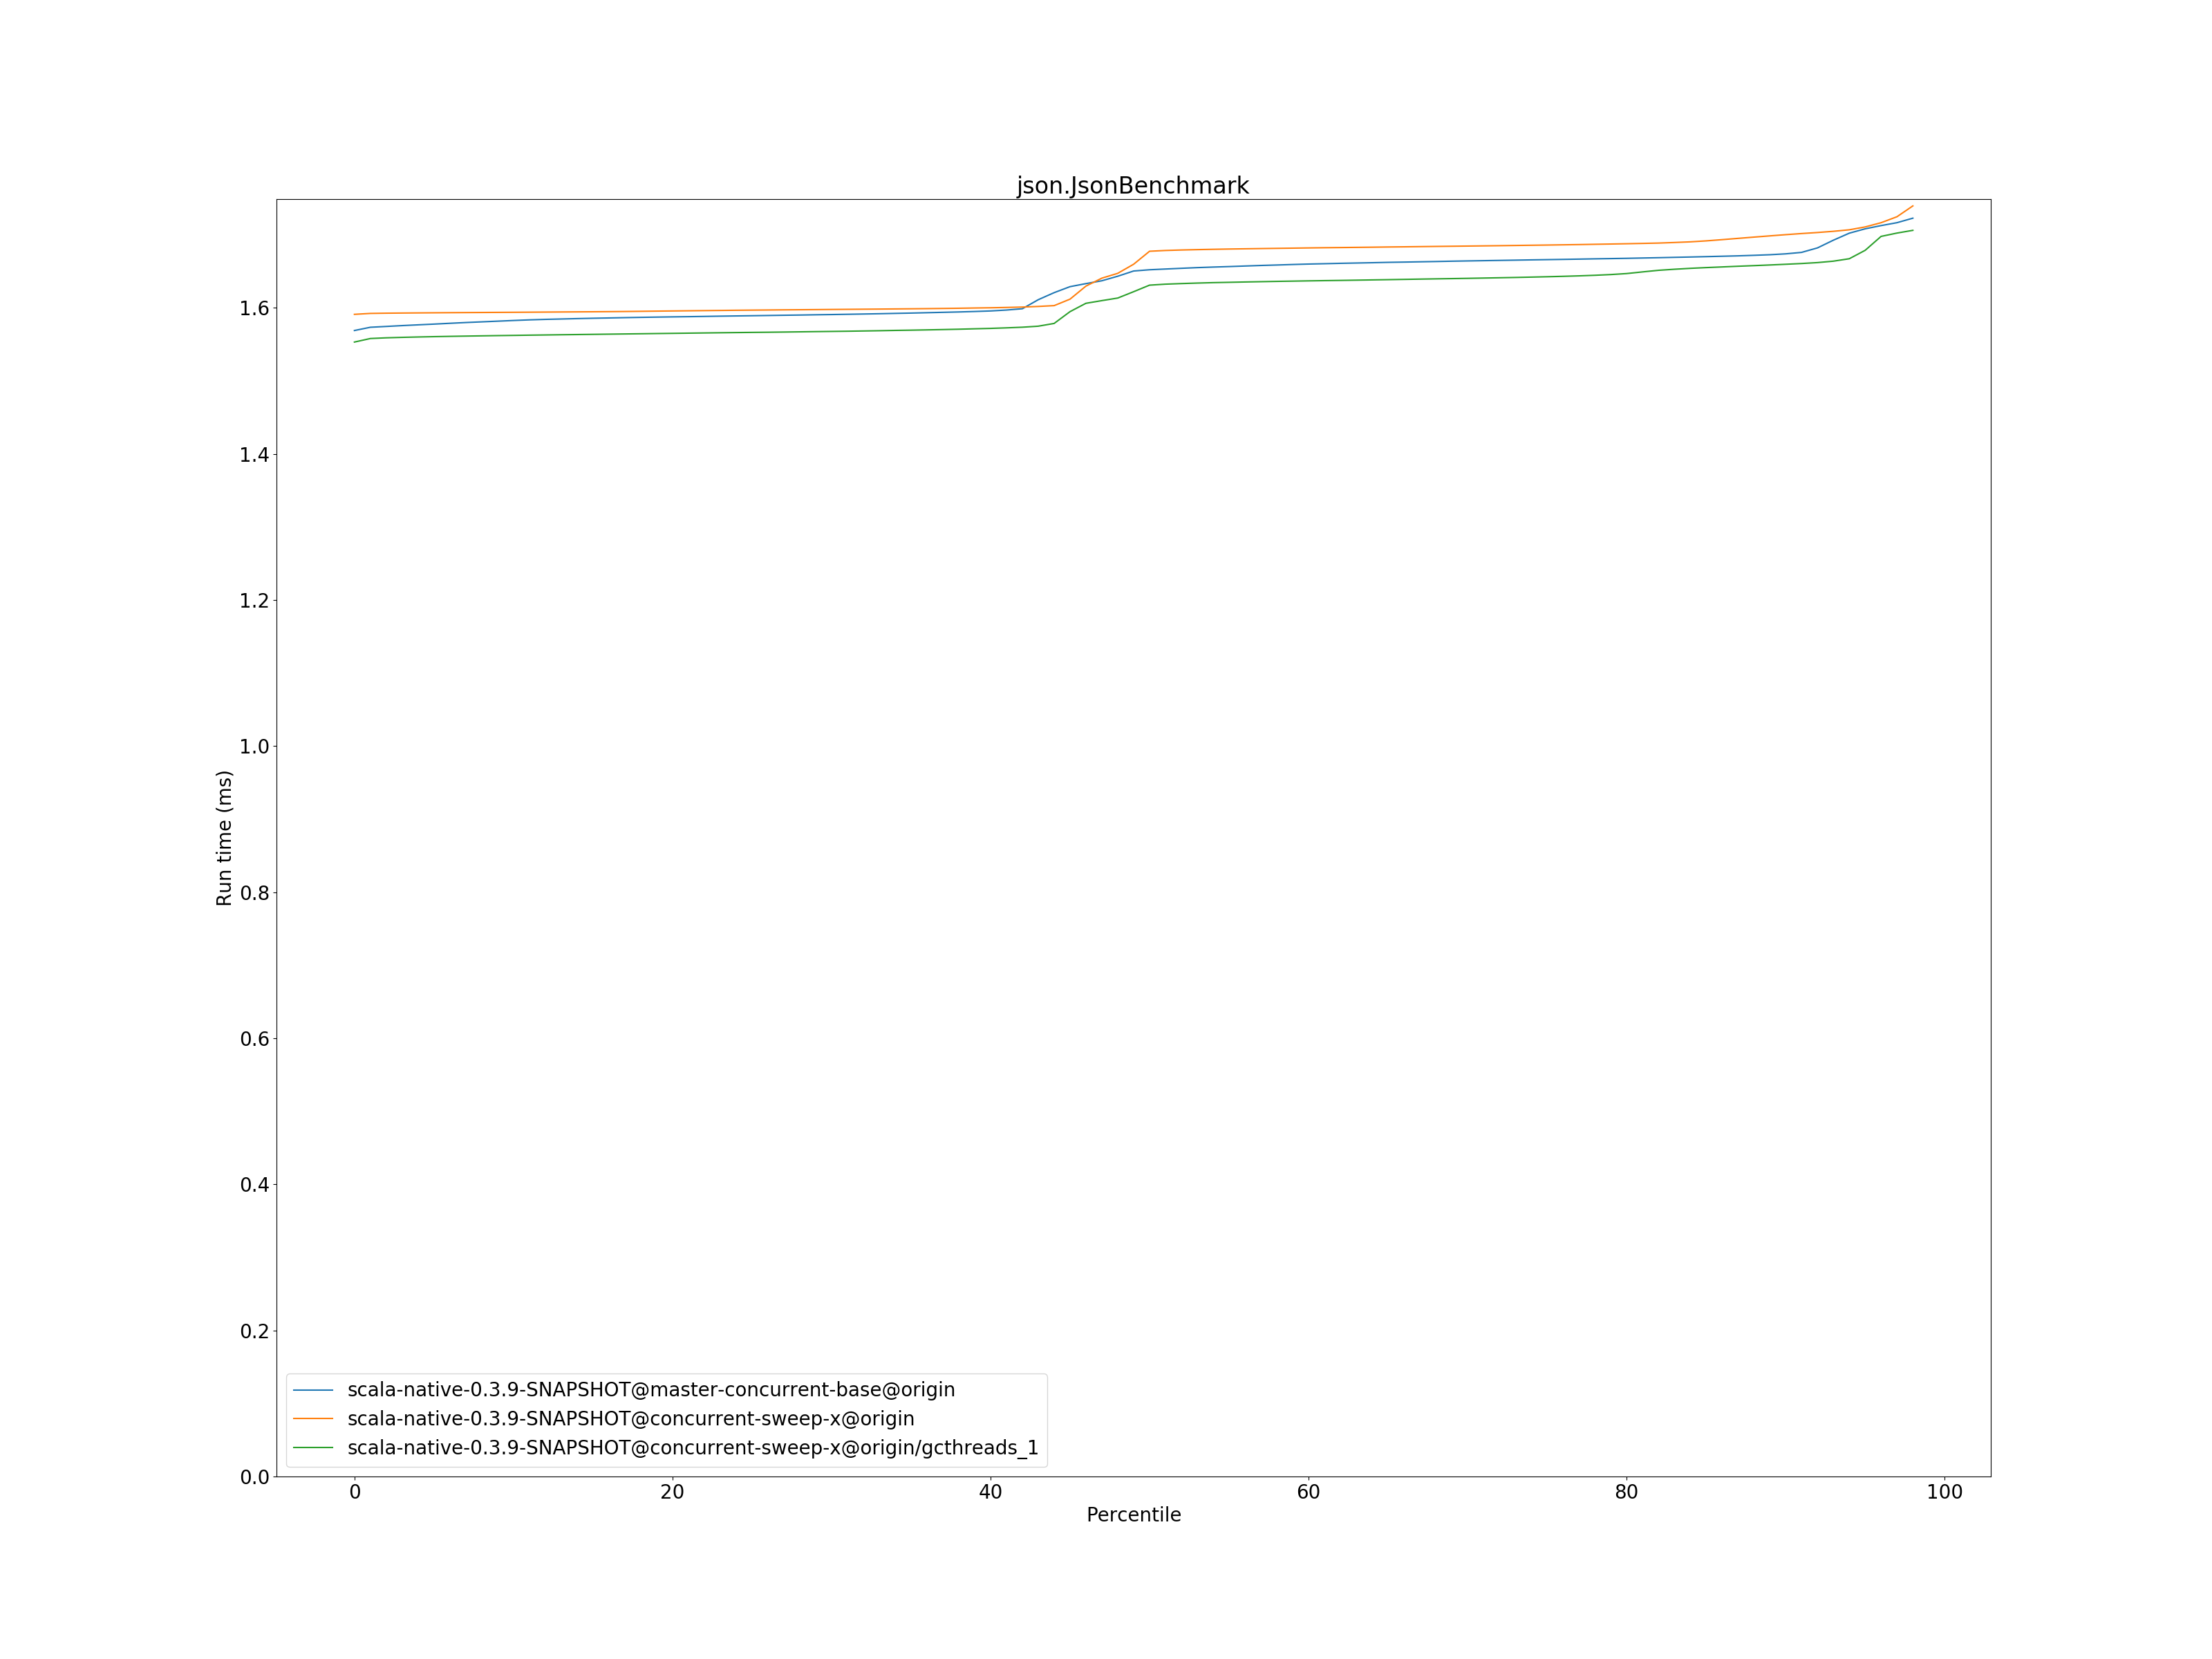 json.JsonBenchmark
Run time (ms)
1.6
1.4
1.2
1.0
0.8
0.6
0.4
0.2
0.0
scala-native-0.3.9-SNAPSHOT@master-concurrent-base@origin
scala-native-0.3.9-SNAPSHOT@concurrent-sweep-x@origin
scala-native-0.3.9-SNAPSHOT@concurrent-sweep-x@origin/gcthreads_1
0 20 40 60 80 100
Percentile